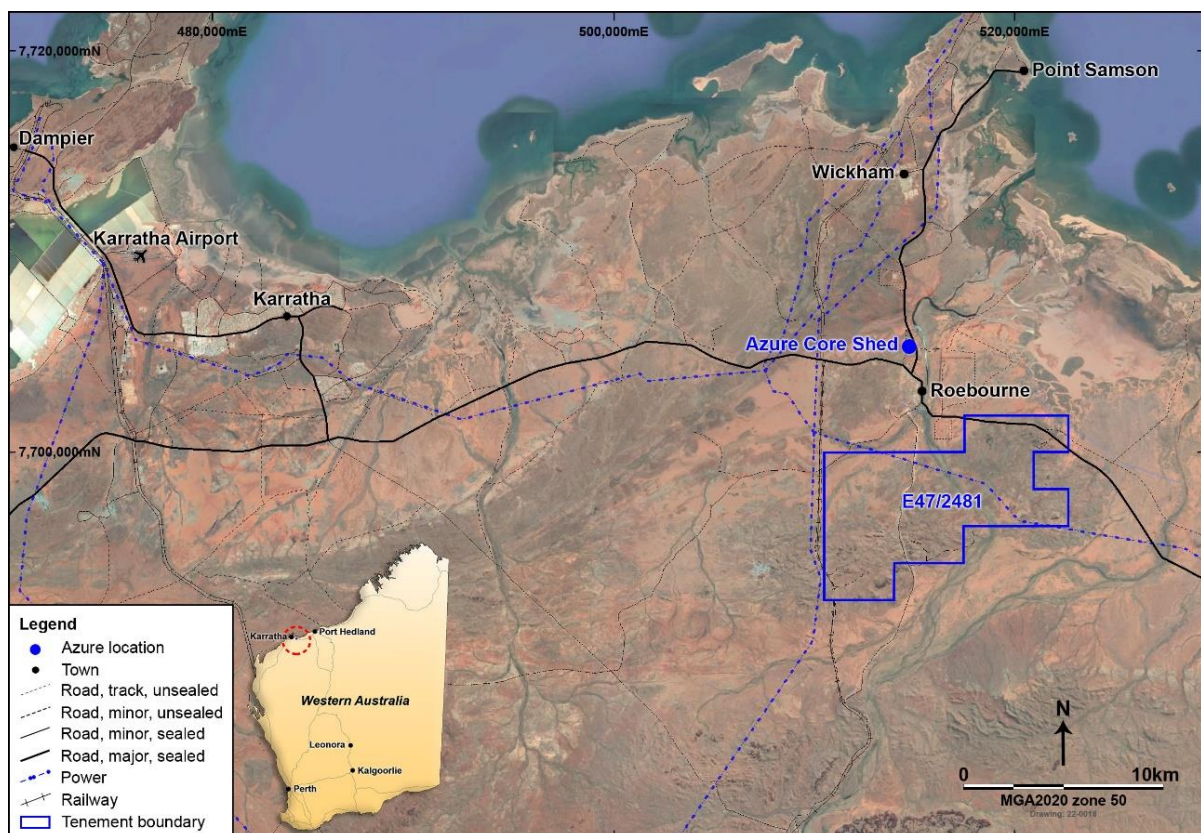 480,000mE
500,000mE
520,000mE
7,720,000mN
Point Samson
Dampier
Wickham
Karratha Airport
Karratha
Azure Core Shed
Roebourne
7,700,000mN
E47/2481
Legend
Azure location
Town
Road, track, unsealed
Road, minor, unsealed
Road, minor, sealed
Road, major, sealed
Power
Railway
Tenement boundary
Karratha
Port Hedland
Western Australia
Leonora
Kalgoorlie
Perth
N
0 10km
MGA2020 zone 50
Drawing: 22-0018